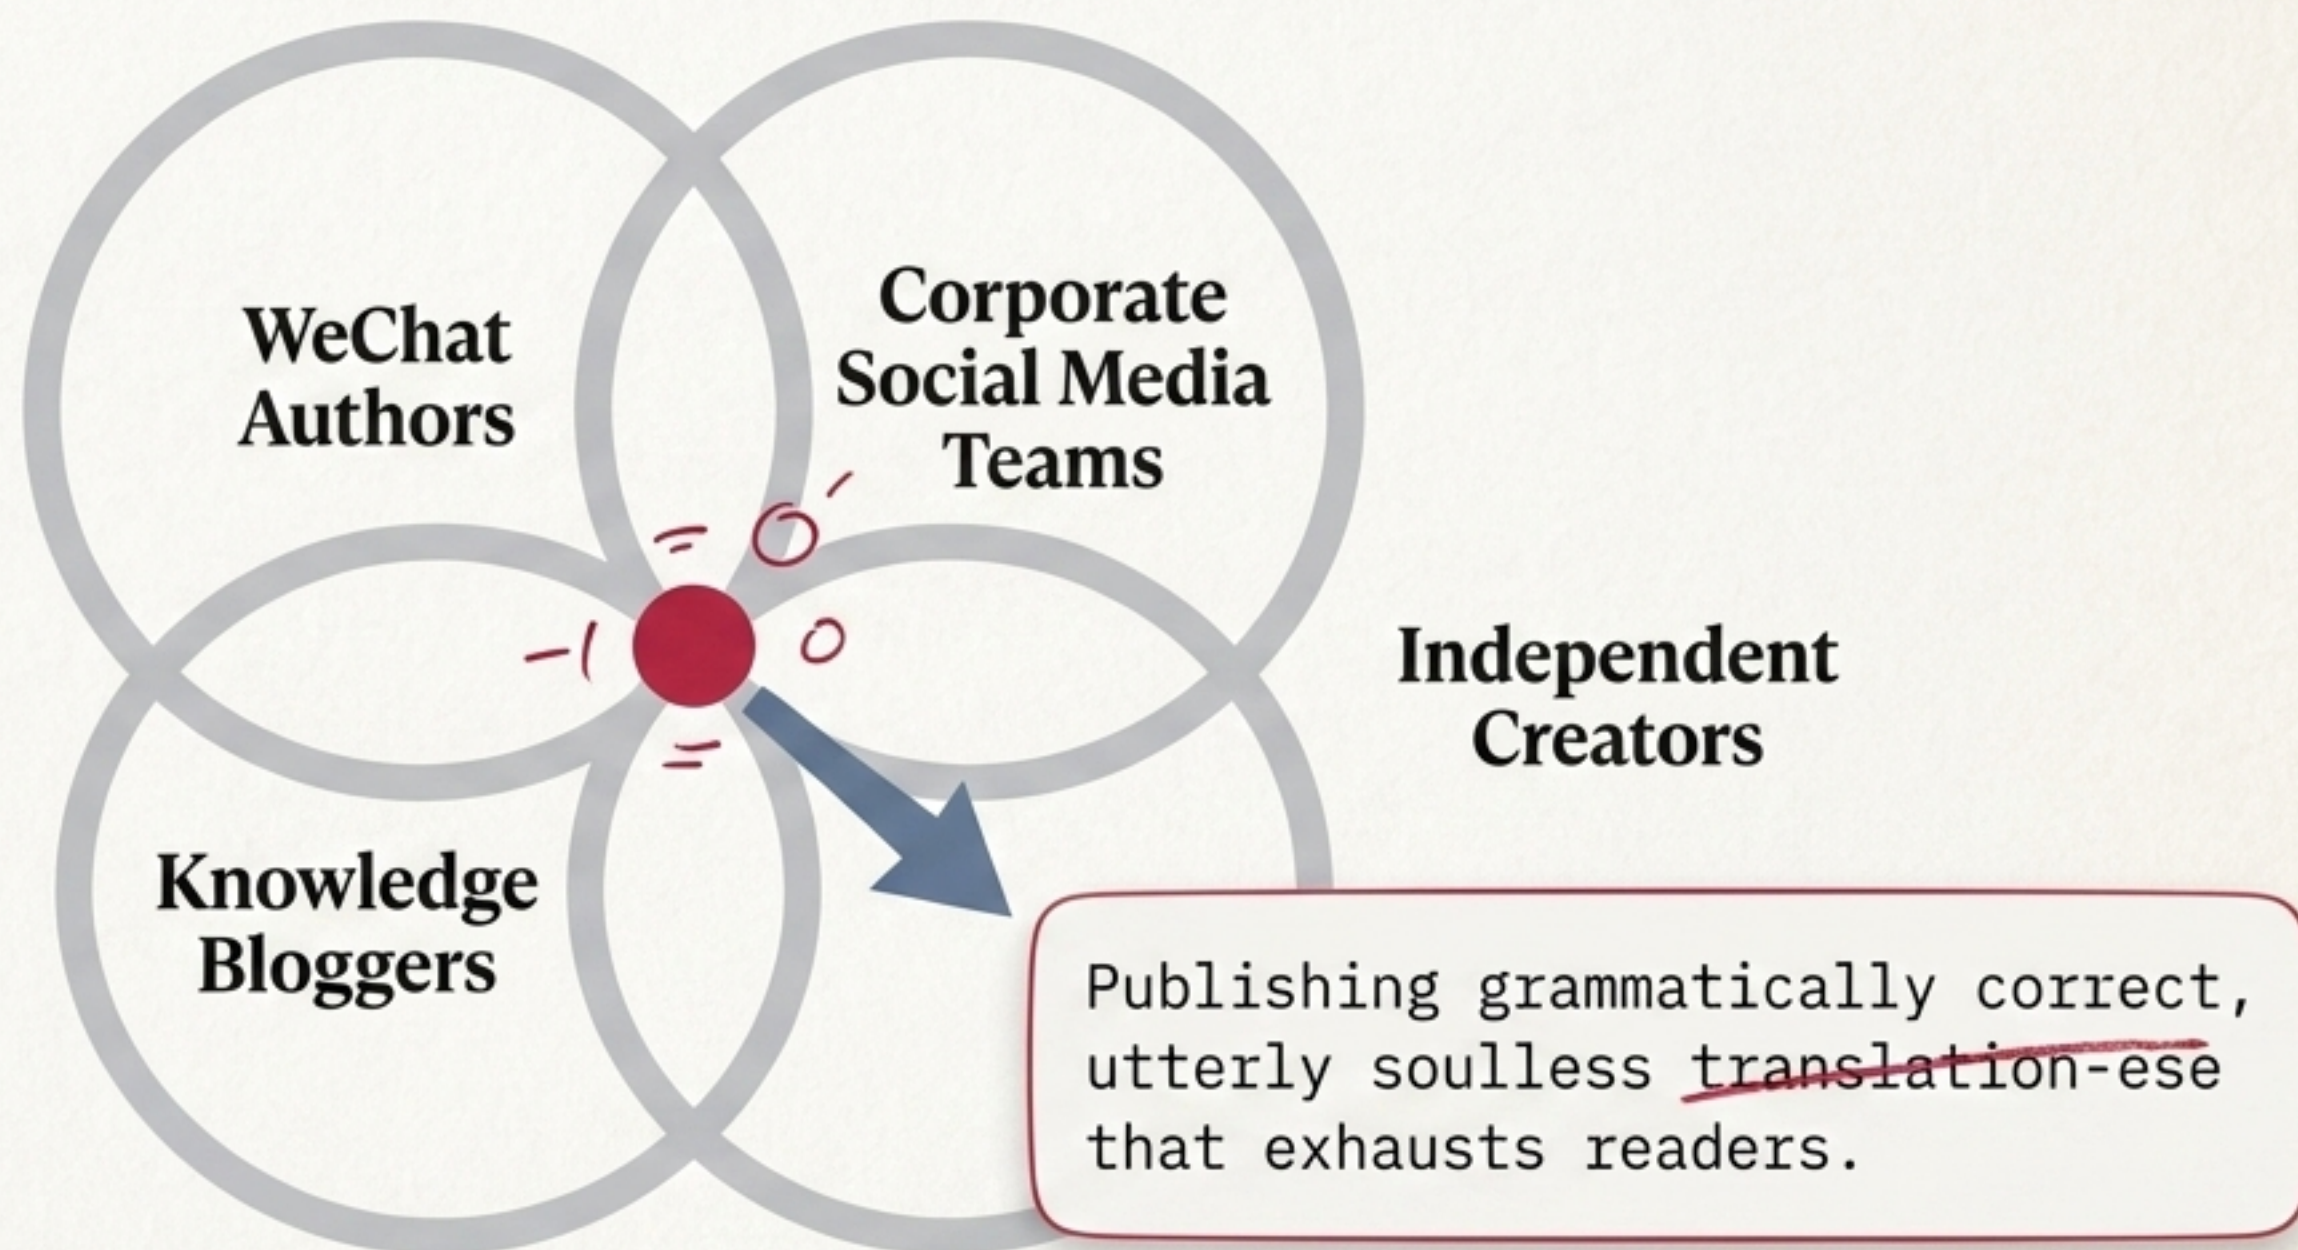 WeChat
Authors
Corporate
Social Media
Teams
Independent
Creators
Knowledge
Bloggers
Publishing grammatically correct,
utterly soulless translation-ese
that exhausts readers.